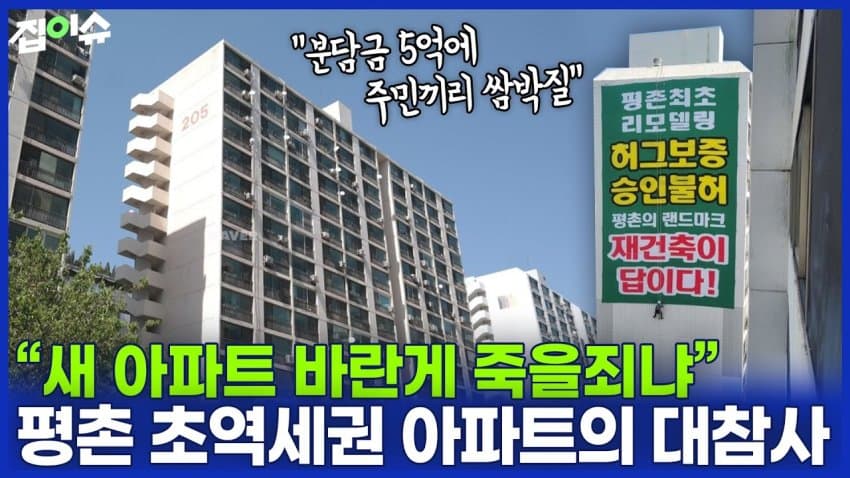 집이슈
"분담금 5억에
주민끼리 쌈박질"
205
평촌최초
리모델링
허그보증
승인불허
평촌의 랜드마크
재건축이
답이다!
“새 아파트 바란게 죽을죄냐”
평촌 초역세권 아파트의 대참사